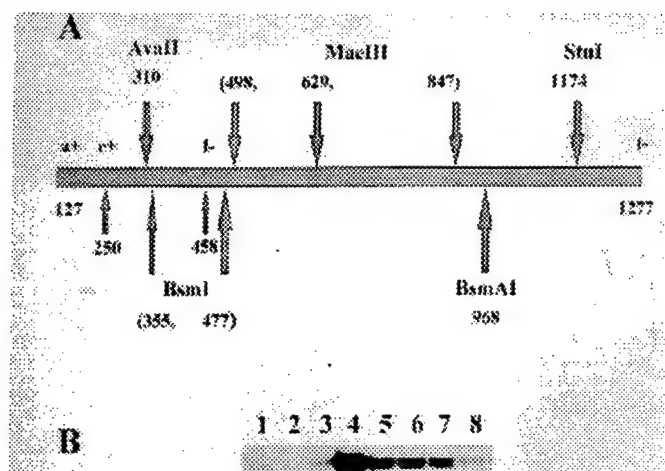 A
AvaII MaeIII StuI
310 (498, 629, 847) 1174
a+ e+ f- f-
127 1277
250 458
BsmI BsmAI
(355, 477) 968
B
1 2 3 4 5 6 7 8